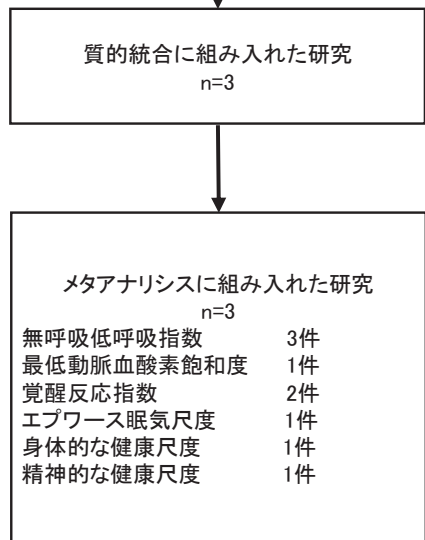 質的統合に組み入れた研究
n=3
メタアナリシスに組み入れた研究
n=3
無呼吸低呼吸指数 3件
最低動脈血酸素飽和度 1件
覚醒反応指数 2件
エプワース眠気尺度 1件
身体的な健康尺度 1件
精神的な健康尺度 1件